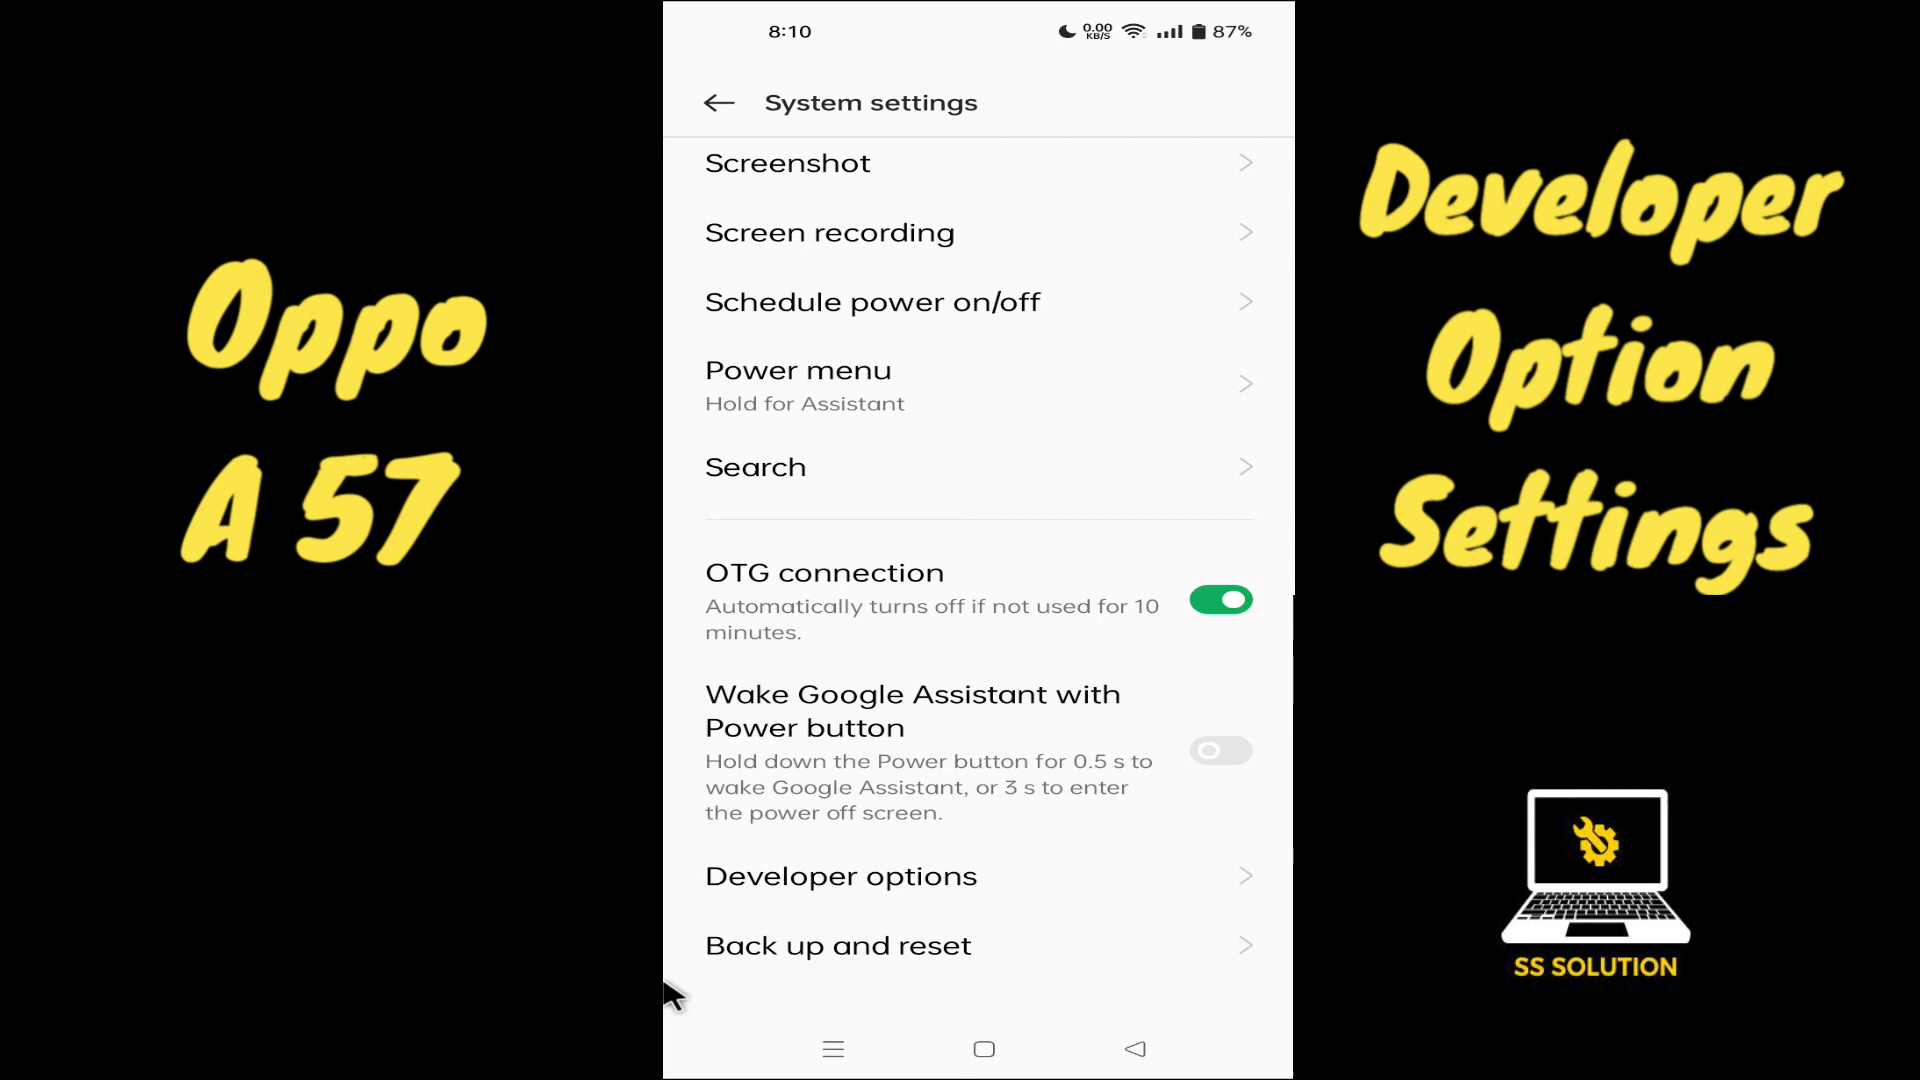 Oppo
A 57
8:10
0.00
KB/S
87%
System settings
Screenshot
Screen recording
Schedule power on/off
Power menu
Hold for Assistant
Search
OTG connection
Automatically turns off if not used for 10
minutes.
Wake Google Assistant with
Power button
Hold down the Power button for 0.5 s to
wake Google Assistant, or 3 s to enter
the power off screen.
Developer options
Back up and reset
Developer
Option
Settings
SS SOLUTION